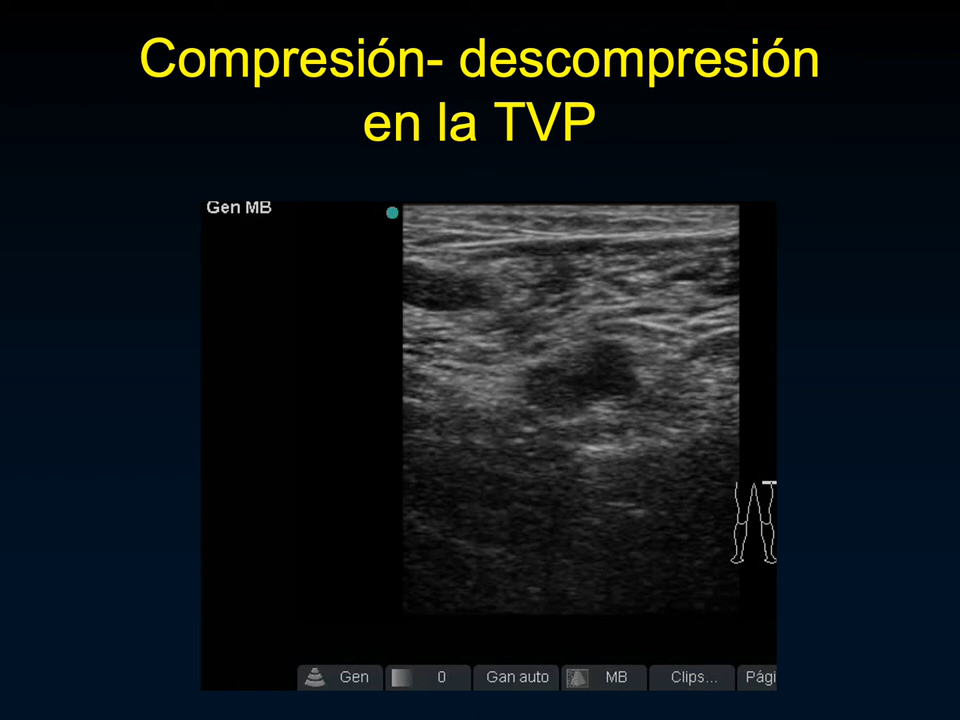 Compresión- descompresión
en la TVP
Gen MB
Gen 0 Gan auto MB Clips... Pági